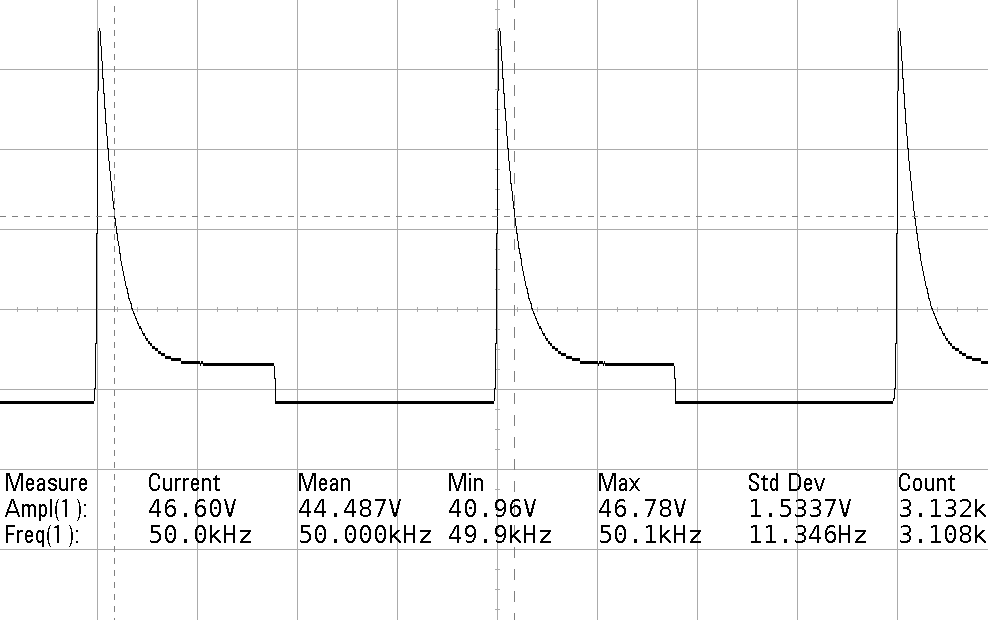 Measure Current Mean Min Max Std Dev Count
Ampl(1): 46.60V 44.487V 40.96V 46.78V 1.5337V 3.132k
Freq(1): 50.0kHz 50.000kHz 49.9kHz 50.1kHz 11.346Hz 3.108k